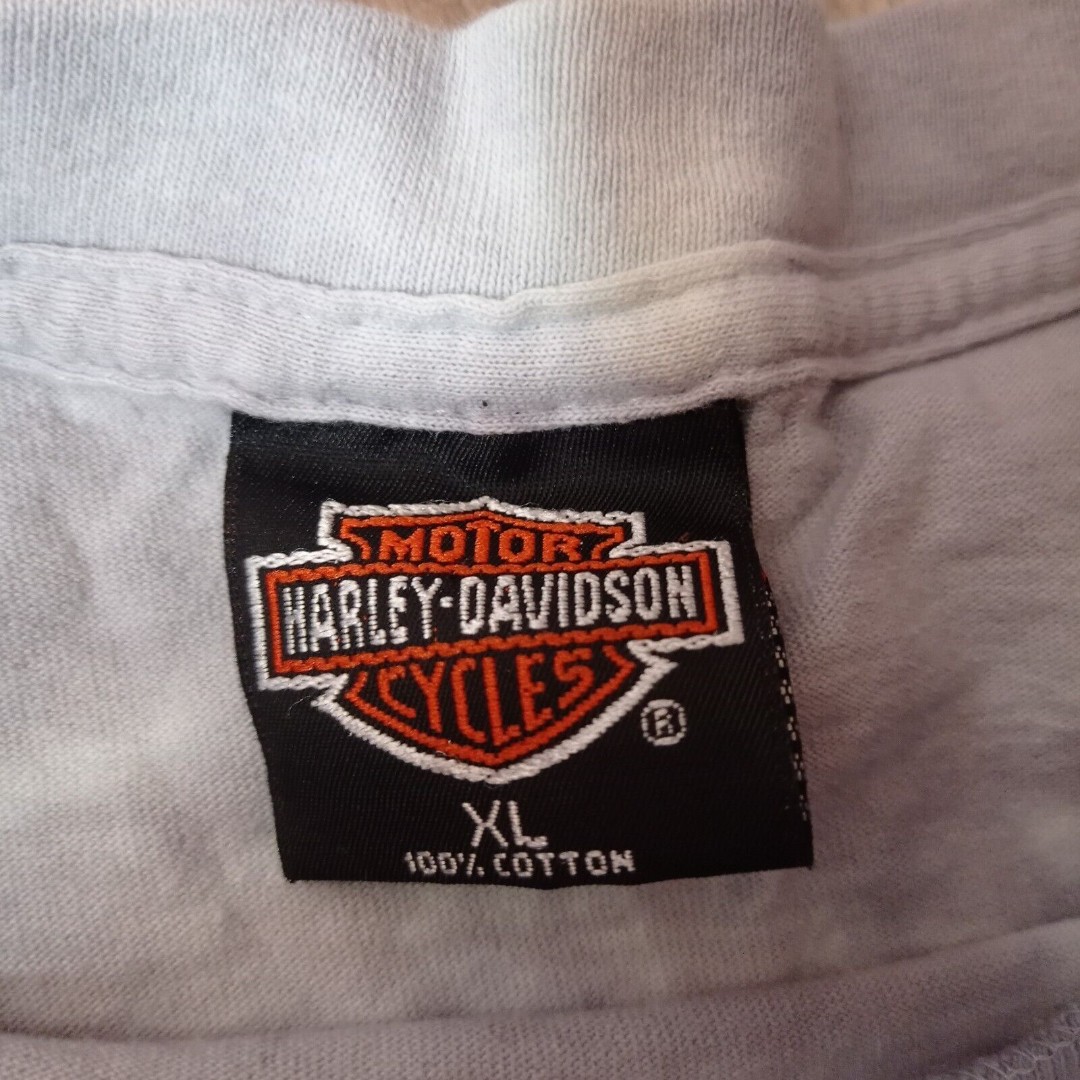 MOTOR
HARLEY-DAVIDSON
CYCLES
®
XL
100% COTTON